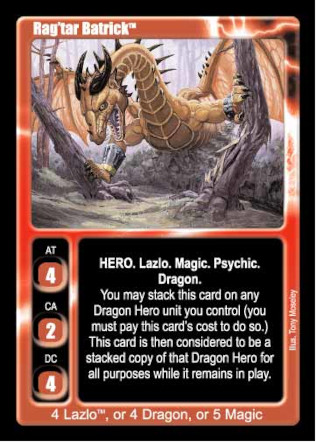 Rag'tar Batrick™
AT
4
CA
2
DC
4
HERO. Lazlo. Magic. Psychic.
Dragon.
You may stack this card on any
Dragon Hero unit you control (you
must pay this card's cost to do so.)
This card is then considered to be a
stacked copy of that Dragon Hero for
all purposes while it remains in play.
Illus. Tony Moseley
4 Lazlo™, or 4 Dragon, or 5 Magic